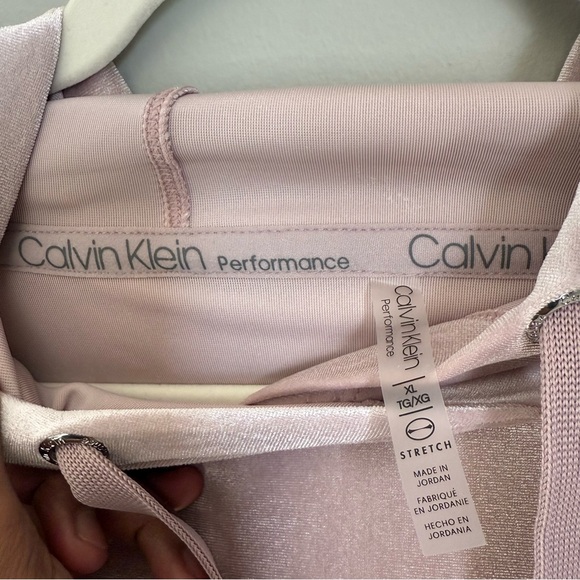 Calvin Klein Performance
Calvin Klein
Calvin Klein
Performance
XL
TG/XG
STRETCH
MADE IN
JORDAN
FABRIQUÉ
EN JORDANIE
HECHO EN
JORDANIA